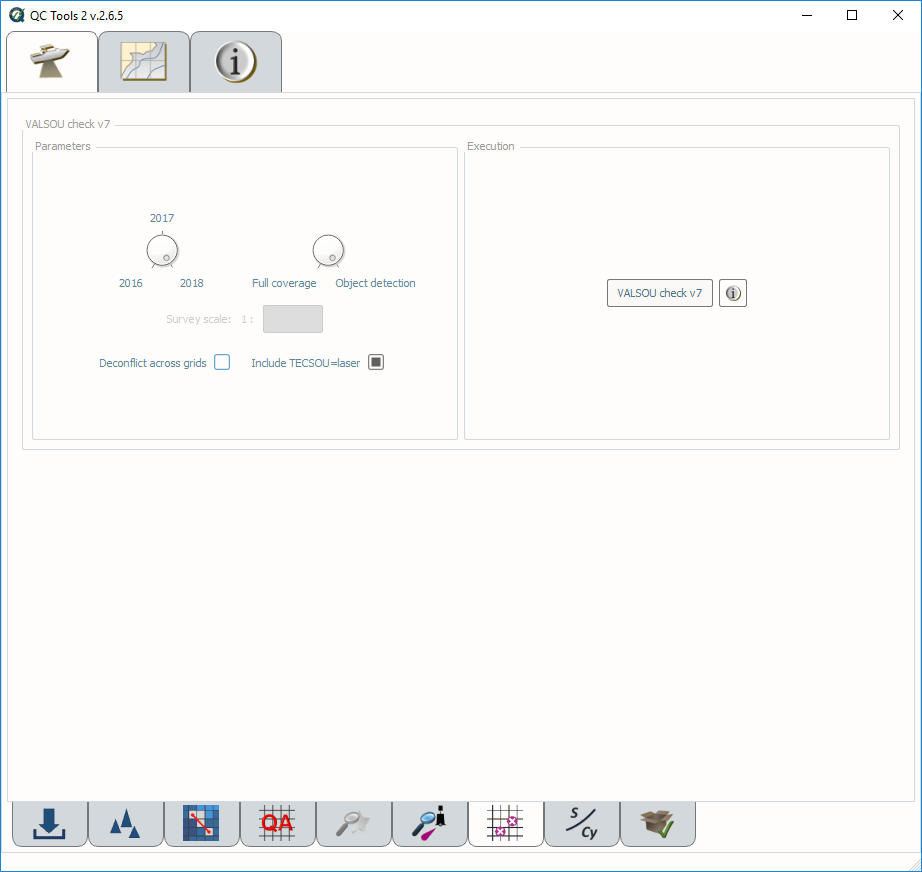 QC Tools 2 v.2.6.5
i
VALSOU check v7
Parameters
Execution
2017
2016
2018
Full coverage
Object detection
VALSOU check v7
i
Survey scale: 1 :
Deconflict across grids
Include TECSOU=laser
QA
S/Cy